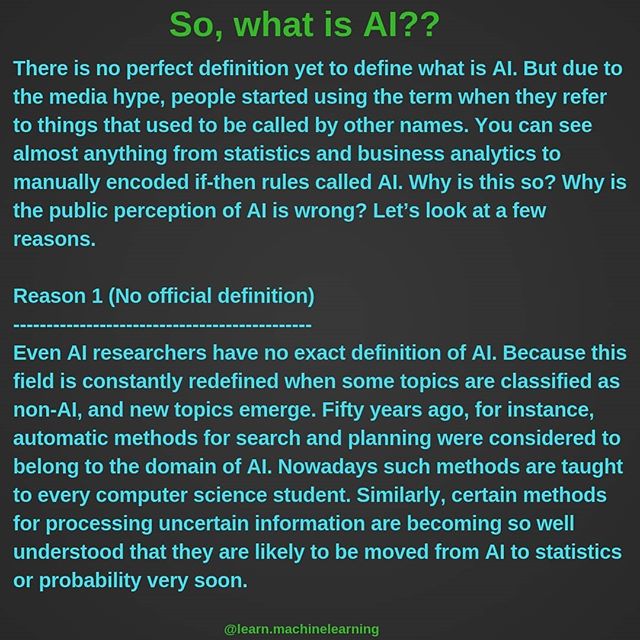 So, what is AI??
There is no perfect definition yet to define what is AI. But due to
the media hype, people started using the term when they refer
to things that used to be called by other names. You can see
almost anything from statistics and business analytics to
manually encoded if-then rules called AI. Why is this so? Why is
the public perception of AI is wrong? Let’s look at a few
reasons.
Reason 1 (No official definition)
---------------------------------------------
Even AI researchers have no exact definition of AI. Because this
field is constantly redefined when some topics are classified as
non-AI, and new topics emerge. Fifty years ago, for instance,
automatic methods for search and planning were considered to
belong to the domain of AI. Nowadays such methods are taught
to every computer science student. Similarly, certain methods
for processing uncertain information are becoming so well
understood that they are likely to be moved from AI to statistics
or probability very soon.
@learn.machinelearning